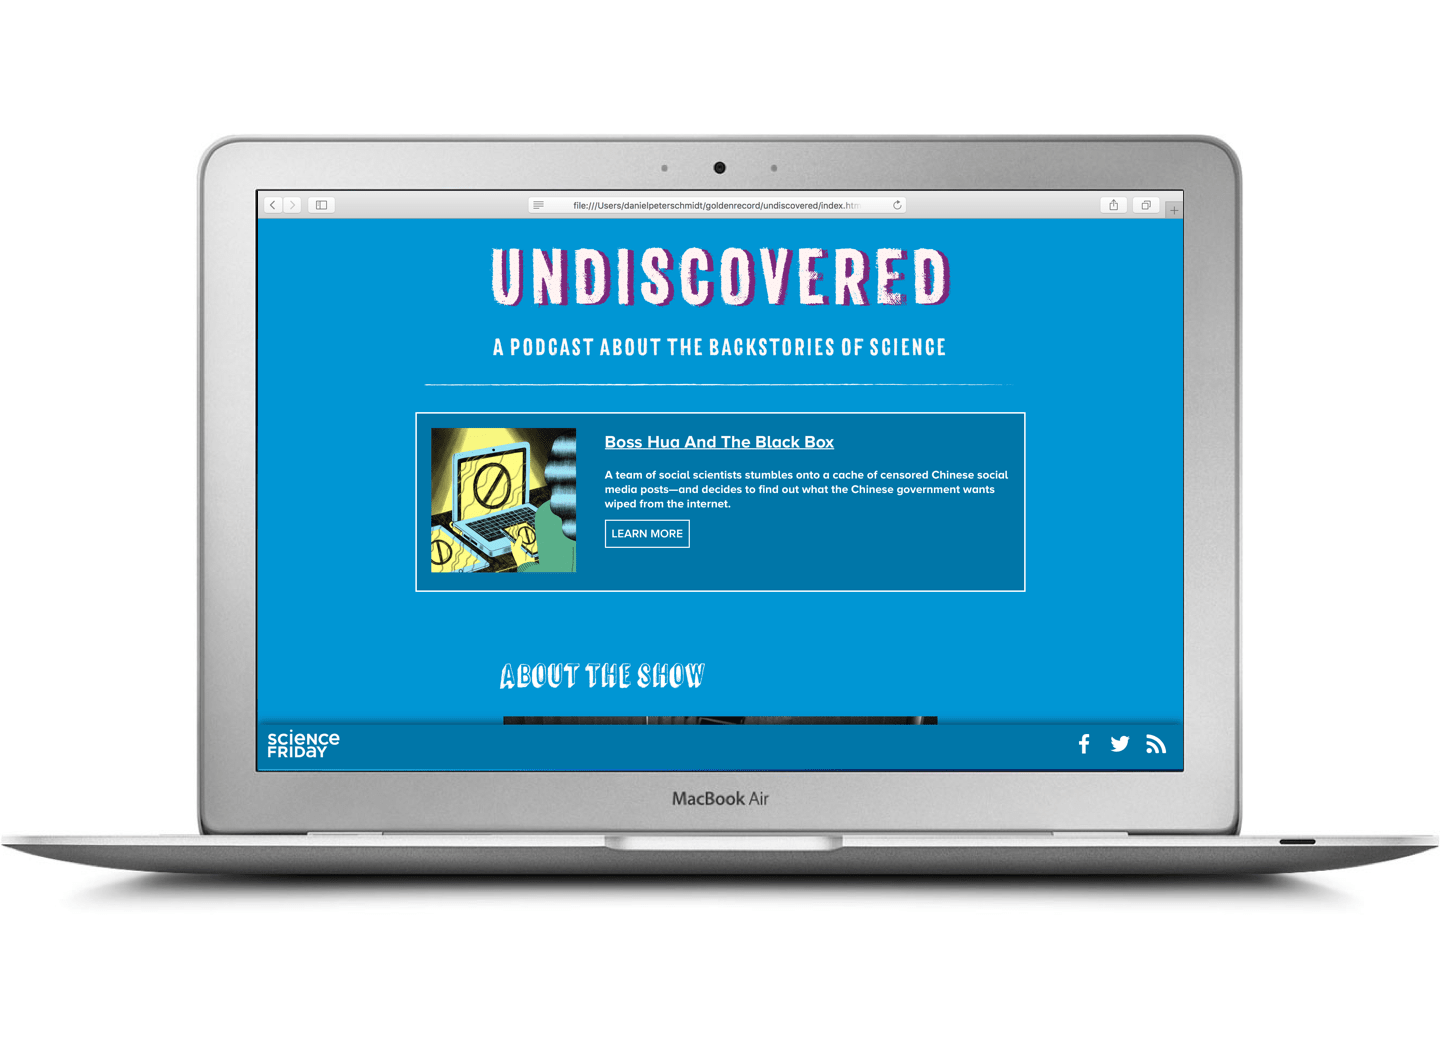 file:///Users/danielpeterschmidt/goldenrecord/undiscovered/index.htm
UNDISCOVERED
A PODCAST ABOUT THE BACKSTORIES OF SCIENCE
Boss Hua And The Black Box
A team of social scientists stumbles onto a cache of censored Chinese social
media posts—and decides to find out what the Chinese government wants
wiped from the internet.
LEARN MORE
ABOUT THE SHOW
SCIENCE
FRIDAY
MacBook Air